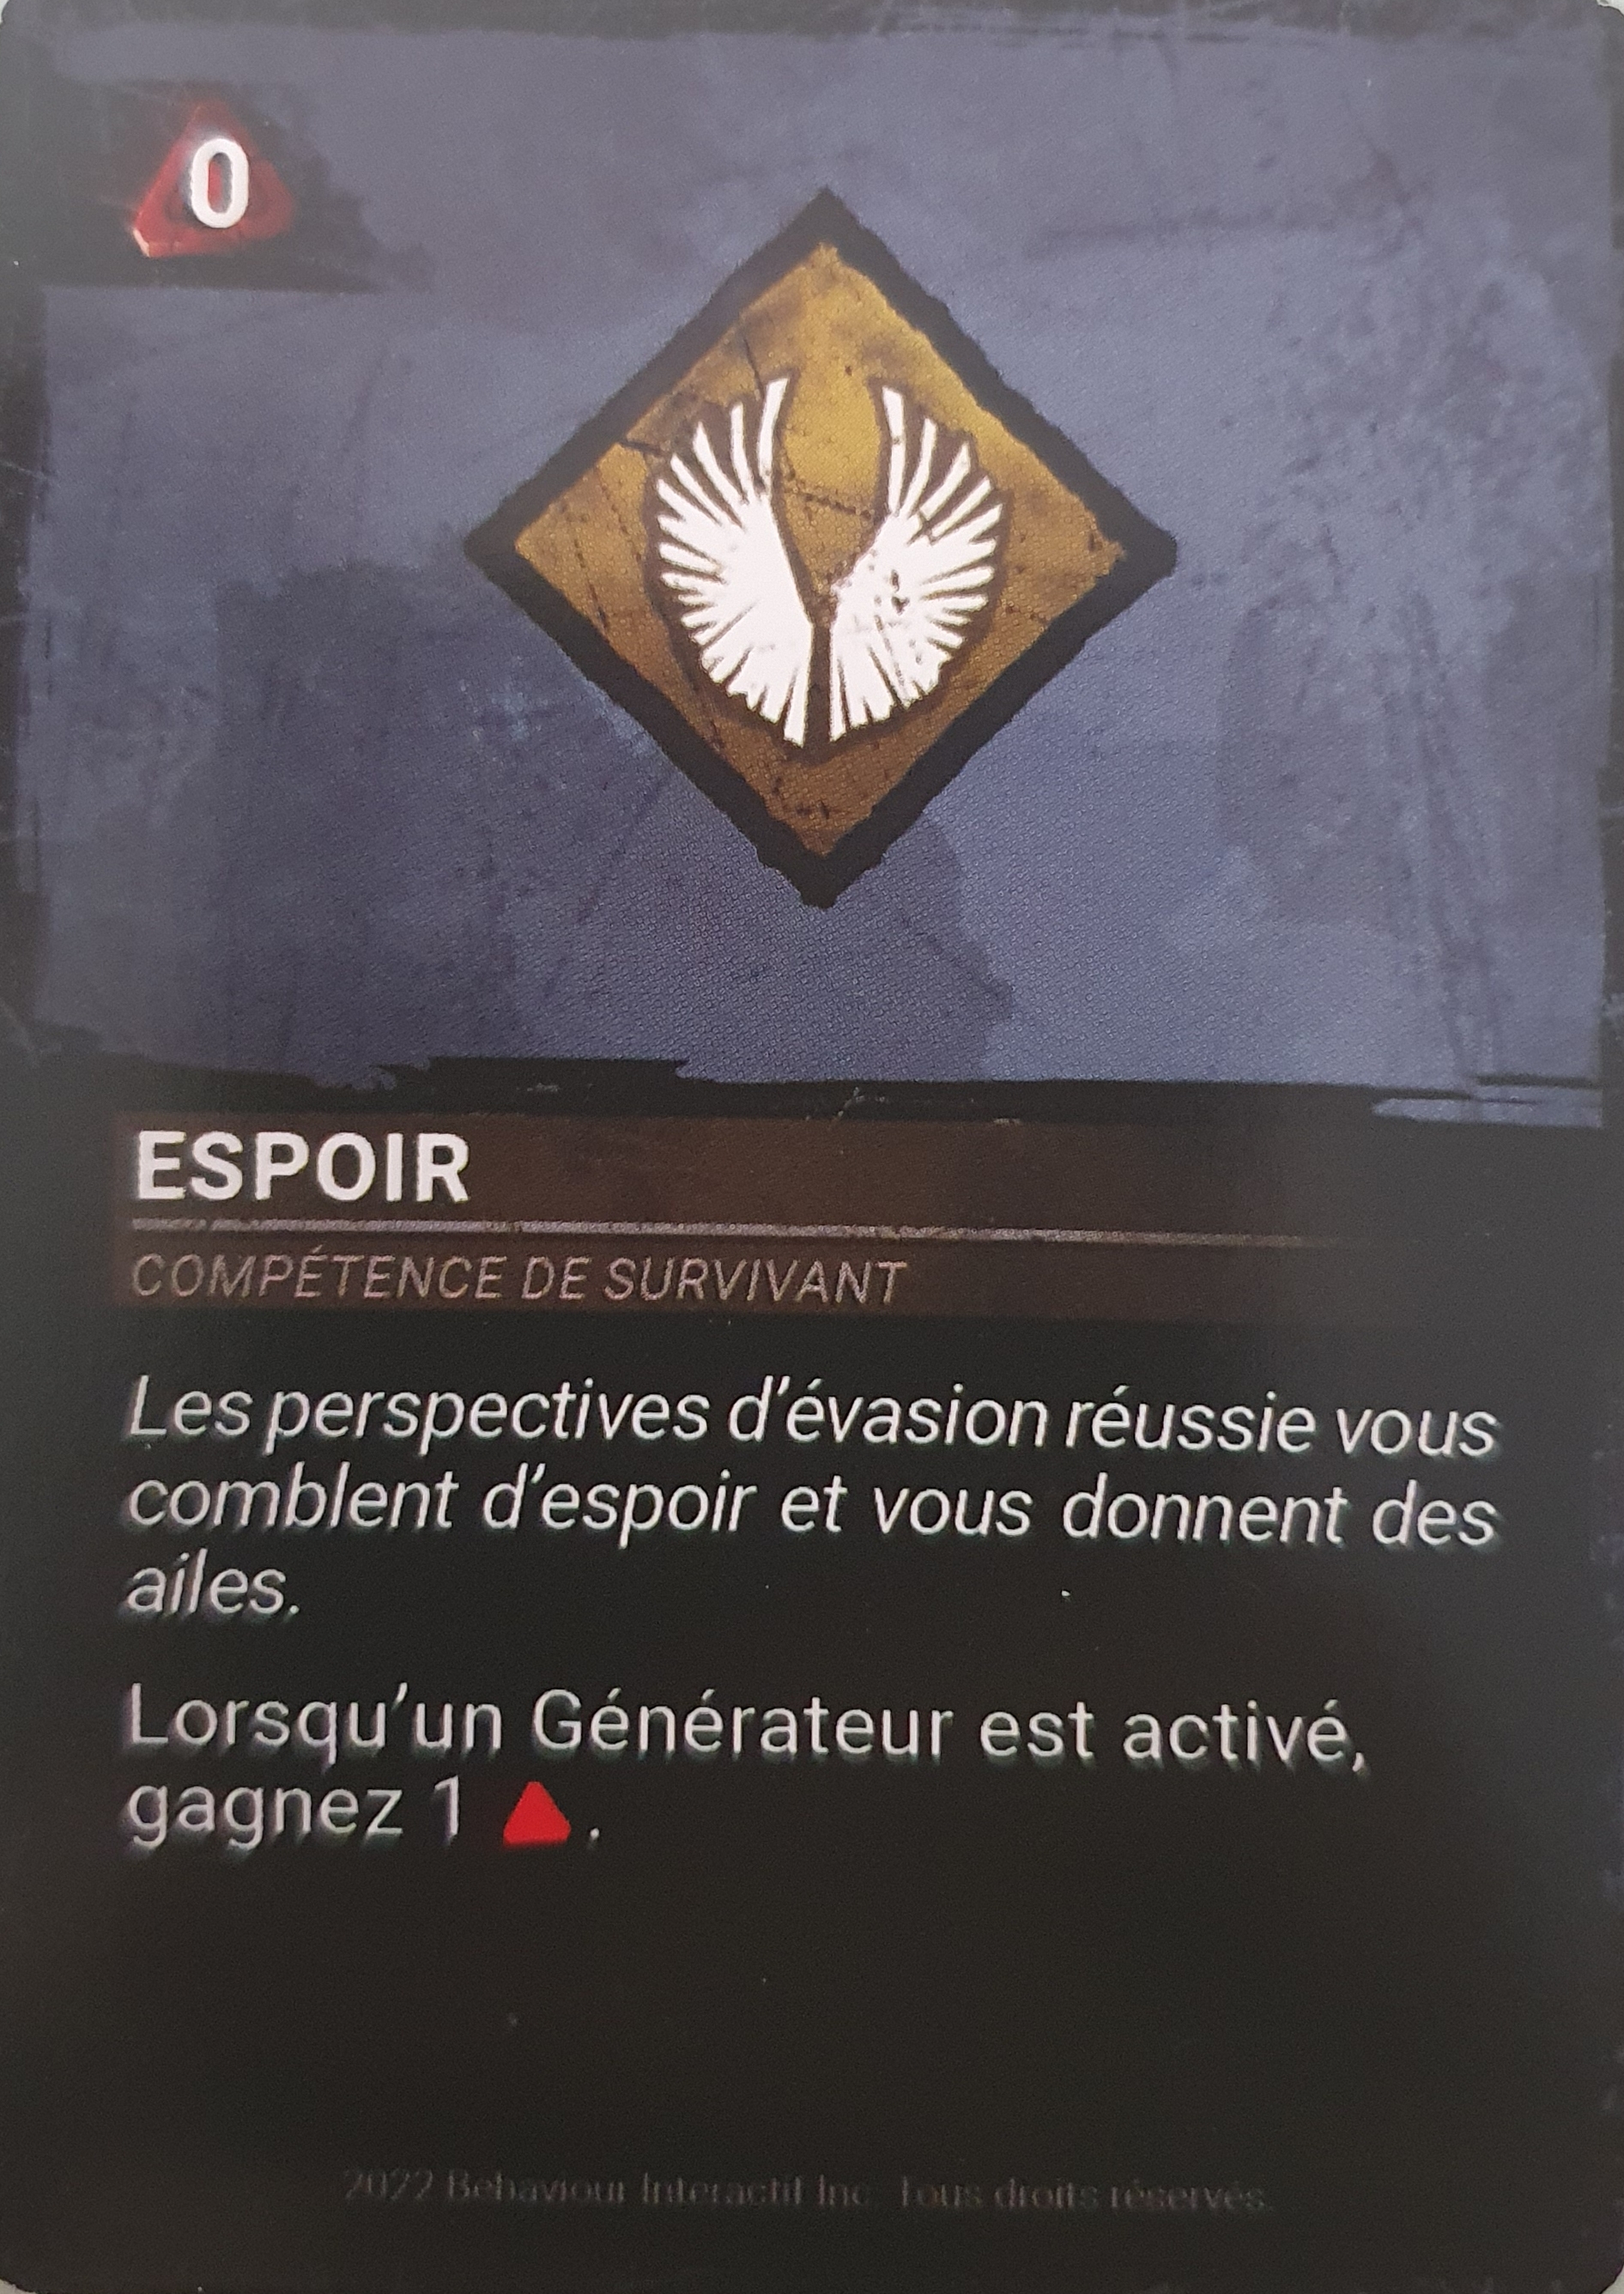 0
ESPOIR
COMPÉTENCE DE SURVIVANT
Les perspectives d'évasion réussie vous
comblent d'espoir et vous donnent des
ailes.
Lorsqu'un Générateur est activé,
gagnez 1 .
2022 Behaviour Interactif Inc. Tous droits réservés.